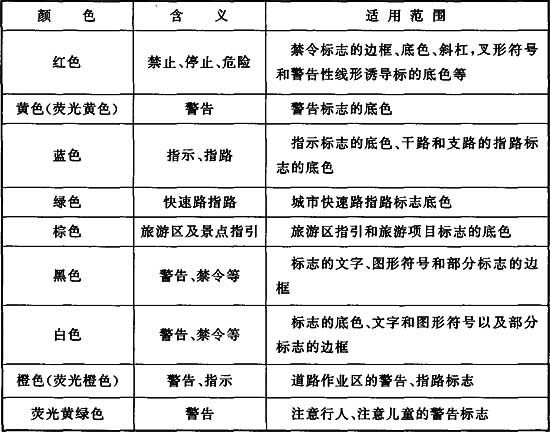 颜 色 含 义 适 用 范 围
红色 禁止、停止、危险 禁令标志的边框、底色、斜杠,叉形符号
和警告性线形诱导标的底色等
黄色(荧光黄色) 警告 警告标志的底色
蓝色 指示、指路 指示标志的底色、干路和支路的指路标
志的底色
绿色 快速路指路 城市快速路指路标志底色
棕色 旅游区及景点指引 旅游区指引和旅游项目标志的底色
黑色 警告、禁令等 标志的文字、图形符号和部分标志的边
框
白色 警告、禁令等 标志的底色、文字和图形符号以及部分
标志的边框
橙色(荧光橙色) 警告、指示 道路作业区的警告、指路标志
荧光黄绿色 警告 注意行人、注意儿童的警告标志